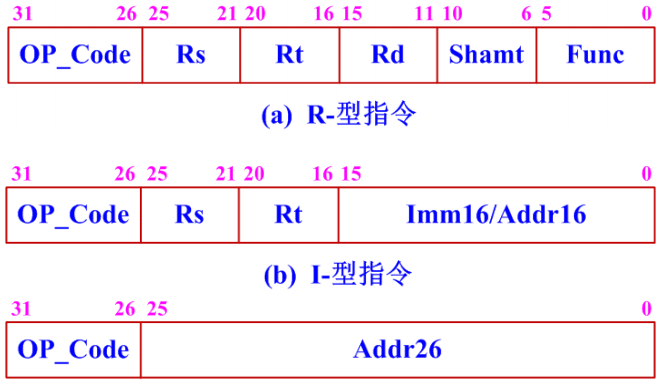 31 26 25 21 20 16 15 11 10 6 5 0
OP_Code Rs Rt Rd Shamt Func
(a) R-型指令
31 26 25 21 20 16 15 0
OP_Code Rs Rt Imm16/Addr16
(b) I-型指令
31 26 25 0
OP_Code Addr26